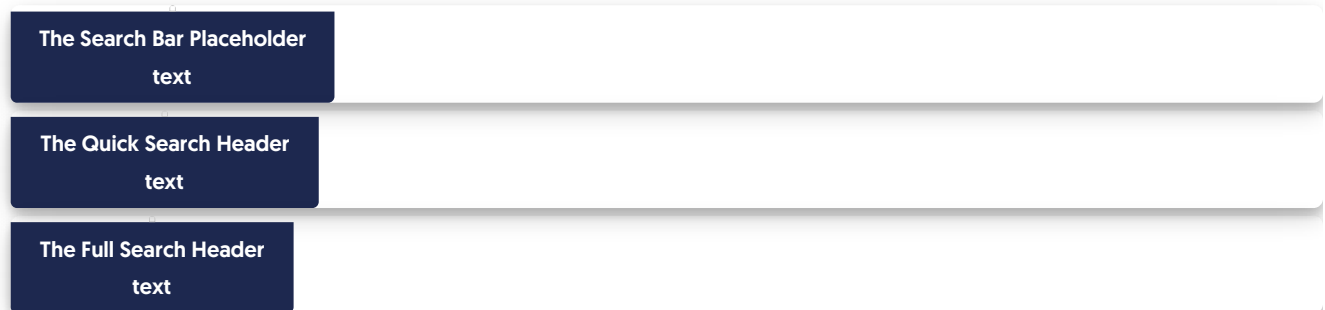 The Search Bar Placeholder
text
The Quick Search Header
text
The Full Search Header
text